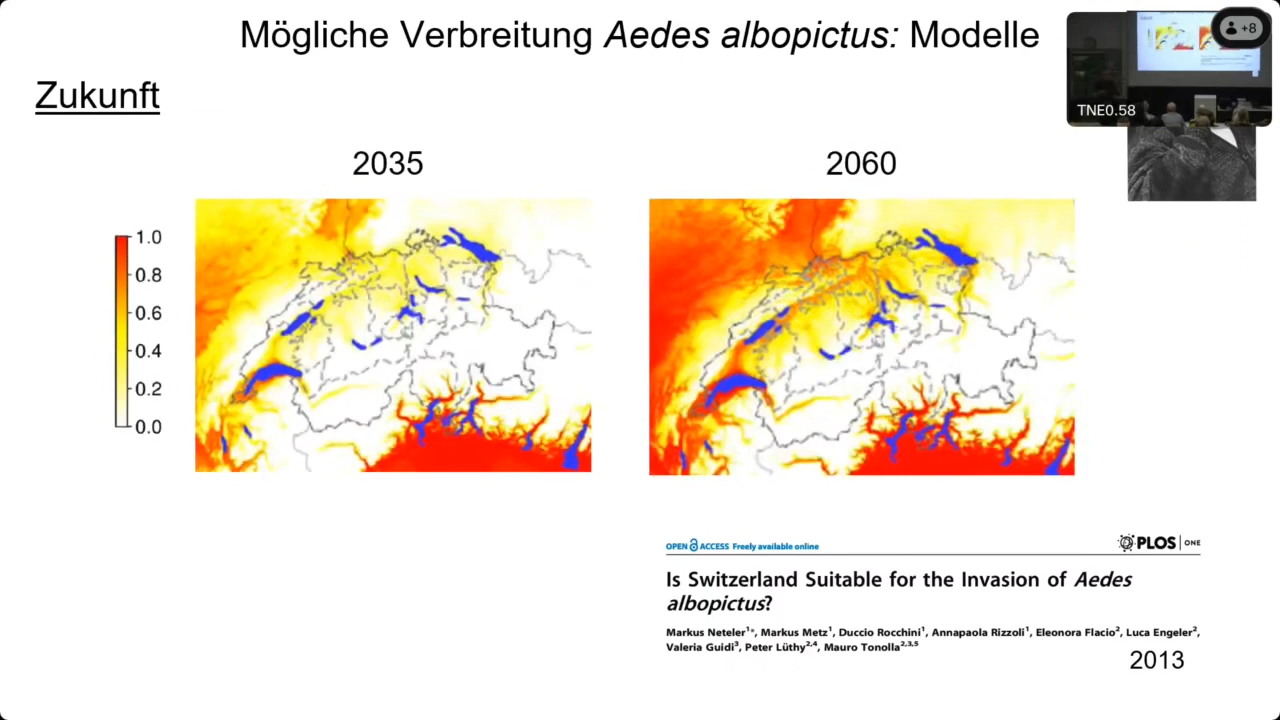 Mögliche Verbreitung Aedes albopictus: Modelle
+8
TNE0.58
Zukunft
2035
2060
1.0
0.8
0.6
0.4
0.2
0.0
OPEN ACCESS Freely available online
PLOS ONE
Is Switzerland Suitable for the Invasion of Aedes
albopictus?
Markus Neteler1*, Markus Metz1, Duccio Rocchini1, Annapaola Rizzoli1, Eleonora Flacio2, Luca Engeler2,
Valeria Guidi3, Peter Lüthy2,4, Mauro Tonolla2,3,5
2013